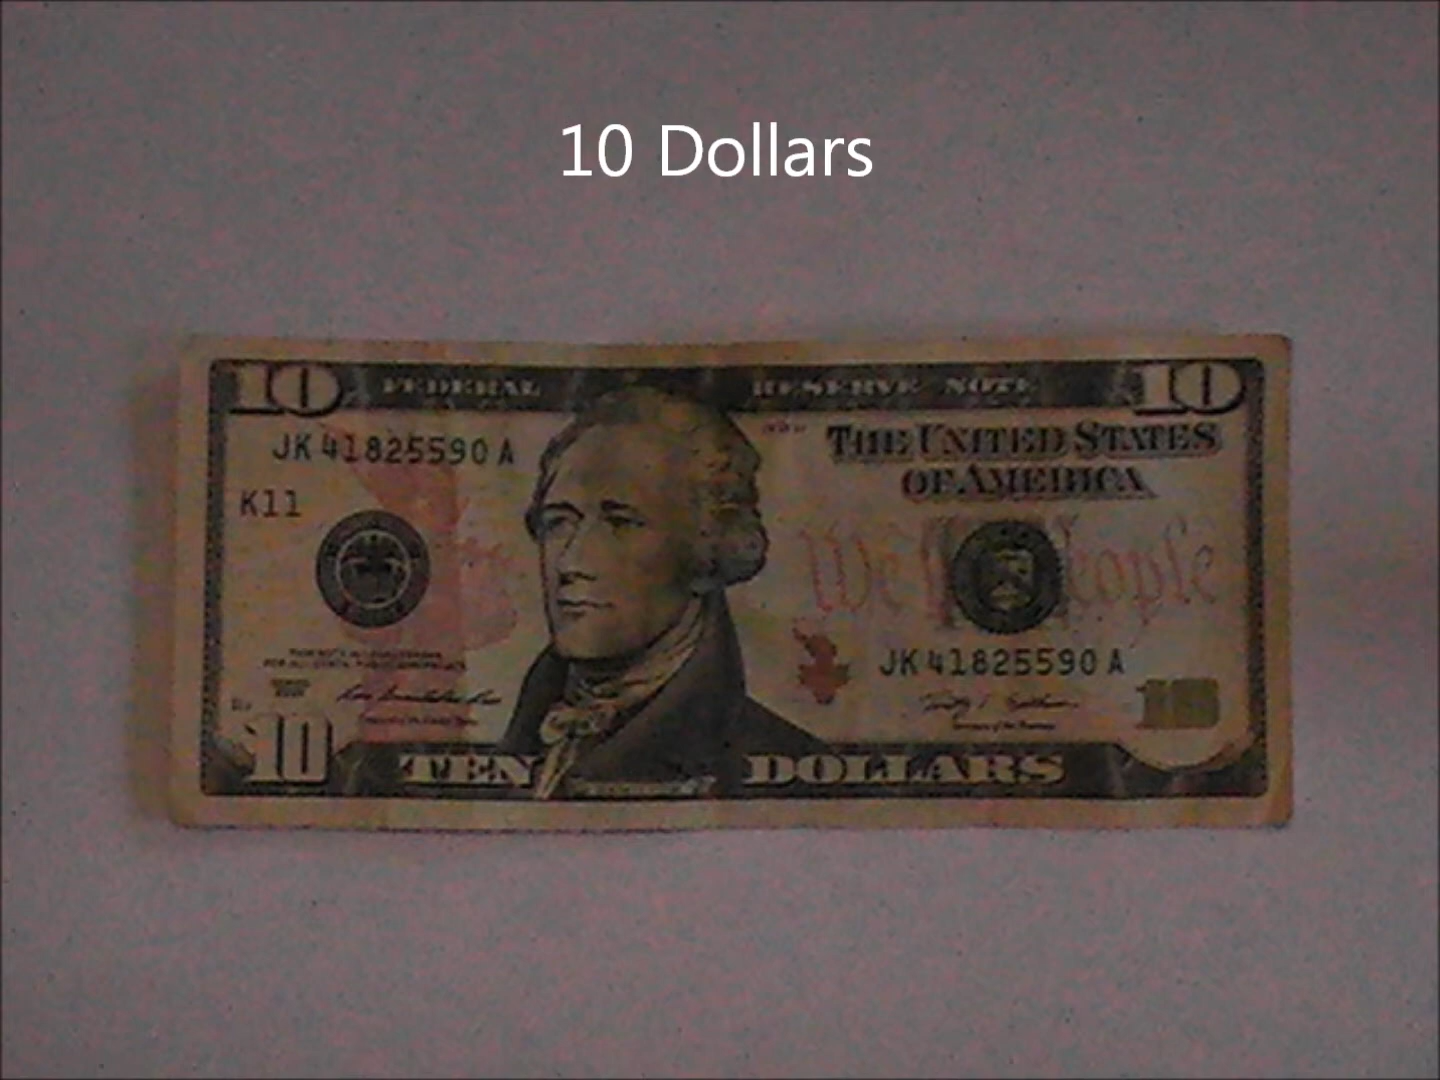 10 Dollars
10 FEDERAL RESERVE NOTE 10
JK 41825590 A
THE UNITED STATES
OF AMERICA
K11
We the People
JK 41825590 A
10
10 TEN DOLLARS